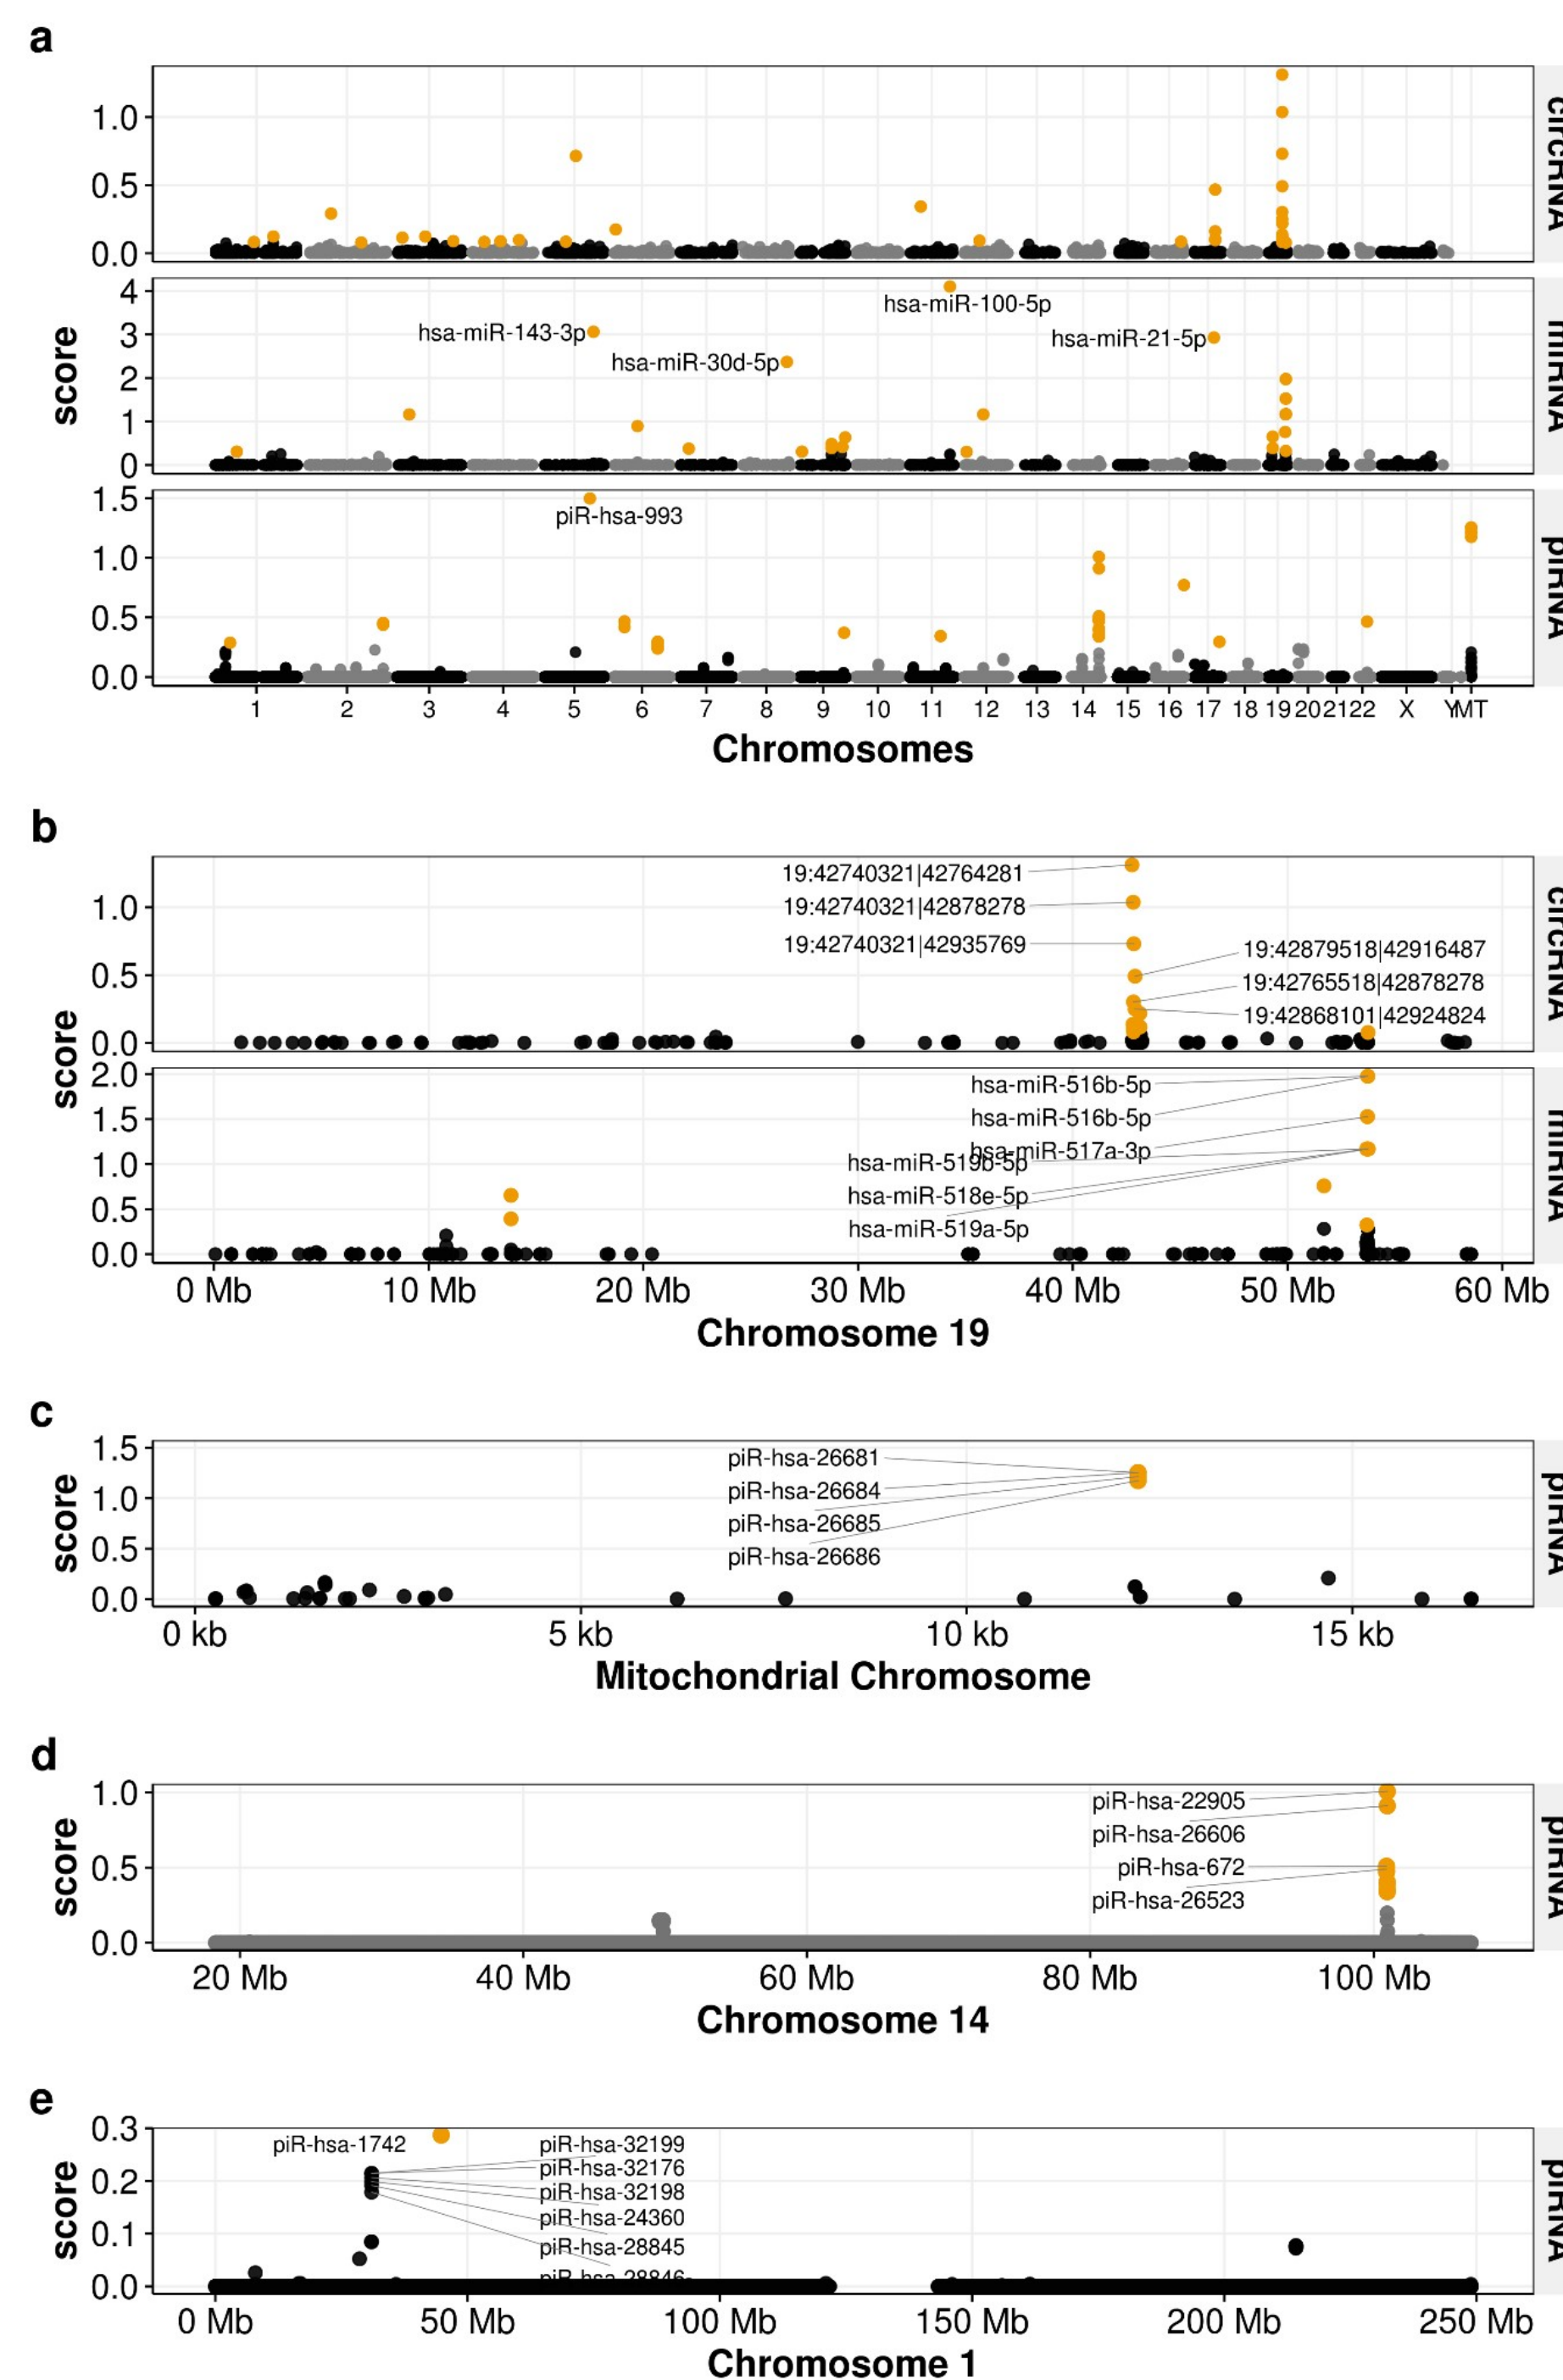 a
1.0
0.5
0.0
circRNA
4
3
2
1
0
hsa-miR-100-5p
hsa-miR-143-3p
hsa-miR-21-5p
hsa-miR-30d-5p
miRNA
score
1.5
1.0
0.5
0.0
piR-hsa-993
piRNA
1 2 3 4 5 6 7 8 9 10 11 12 13 14 15 16 17 18 19 20 21 22 X Y MT
Chromosomes
b
1.0
0.5
0.0
19:42740321|42764281
19:42740321|42878278
19:42740321|42935769
19:42879518|42916487
19:42765518|42878278
19:42868101|42924824
circRNA
score
2.0
1.5
1.0
0.5
0.0
hsa-miR-516b-5p
hsa-miR-516b-5p
hsa-miR-517a-3p
hsa-miR-519b-5p
hsa-miR-518e-5p
hsa-miR-519a-5p
miRNA
0 Mb 10 Mb 20 Mb 30 Mb 40 Mb 50 Mb 60 Mb
Chromosome 19
c
score
1.5
1.0
0.5
0.0
piR-hsa-26681
piR-hsa-26684
piR-hsa-26685
piR-hsa-26686
piRNA
0 kb 5 kb 10 kb 15 kb
Mitochondrial Chromosome
d
score
1.0
0.5
0.0
piR-hsa-22905
piR-hsa-26606
piR-hsa-672
piR-hsa-26523
piRNA
20 Mb 40 Mb 60 Mb 80 Mb 100 Mb
Chromosome 14
e
score
0.3
0.2
0.1
0.0
piR-hsa-1742
piR-hsa-32199
piR-hsa-32176
piR-hsa-32198
piR-hsa-24360
piR-hsa-28845
piR-hsa-28846
piRNA
0 Mb 50 Mb 100 Mb 150 Mb 200 Mb 250 Mb
Chromosome 1